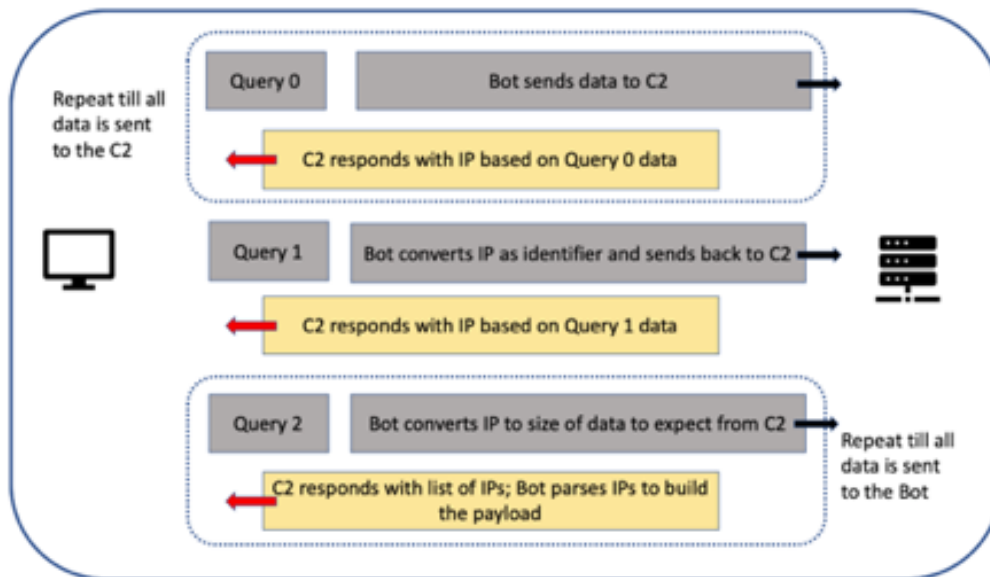 Query 0
Bot sends data to C2
Repeat till all
data is sent
to the C2
C2 responds with IP based on Query 0 data
Query 1
Bot converts IP as identifier and sends back to C2
C2 responds with IP based on Query 1 data
Query 2
Bot converts IP to size of data to expect from C2
Repeat till all
data is sent
to the Bot
C2 responds with list of IPs; Bot parses IPs to build
the payload